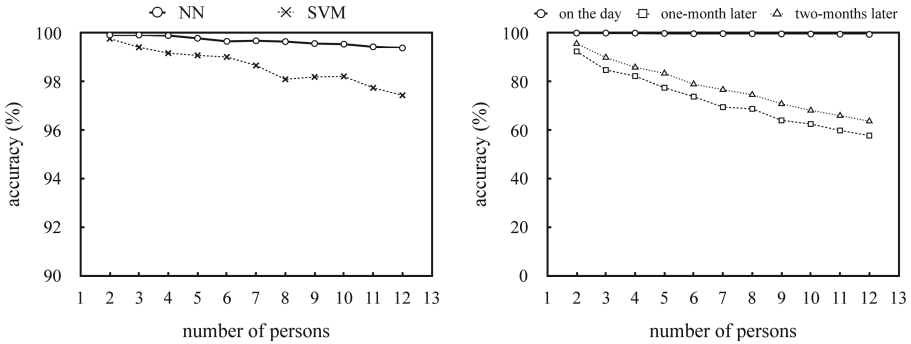 NN SVM
100
98
96
94
92
90
accuracy (%)
1 2 3 4 5 6 7 8 9 10 11 12 13
number of persons
on the day one-month later two-months later
100
80
60
40
20
0
accuracy (%)
1 2 3 4 5 6 7 8 9 10 11 12 13
number of persons